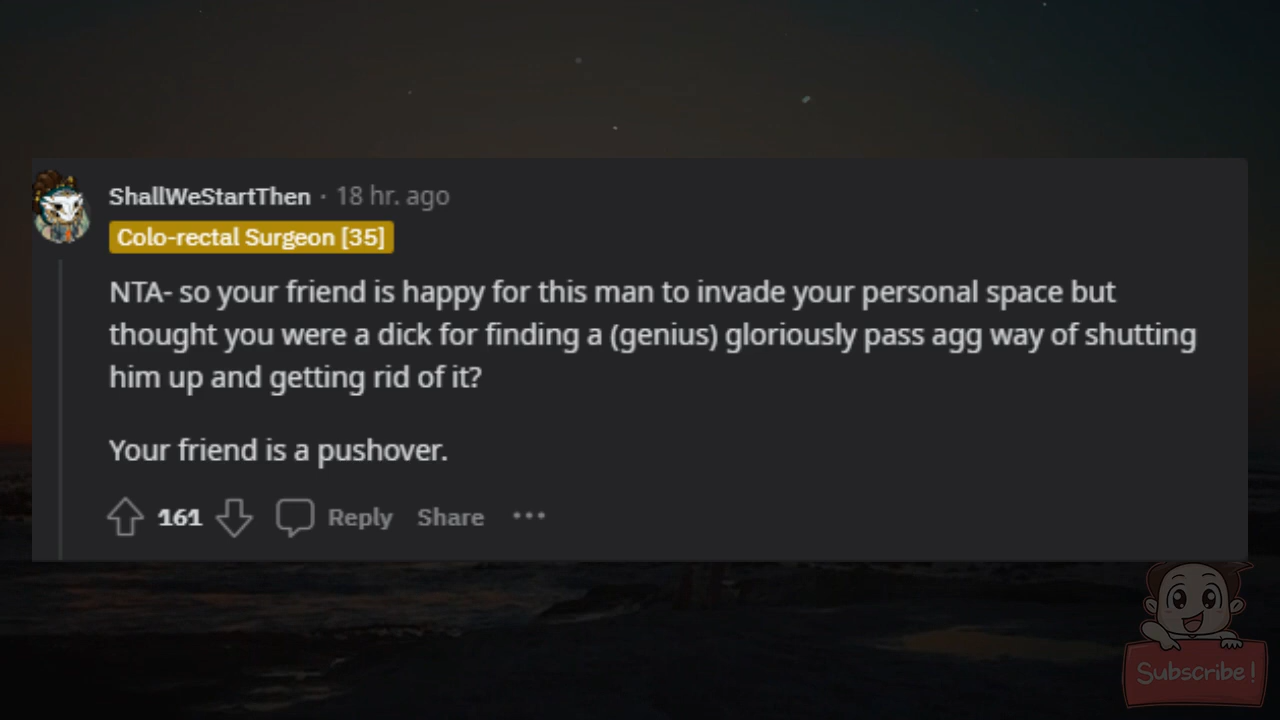 ShallWeStartThen · 18 hr. ago
Colo-rectal Surgeon [35]
NTA- so your friend is happy for this man to invade your personal space but
thought you were a dick for finding a (genius) gloriously pass agg way of shutting
him up and getting rid of it?
Your friend is a pushover.
161 Reply Share ···
Subscribe!